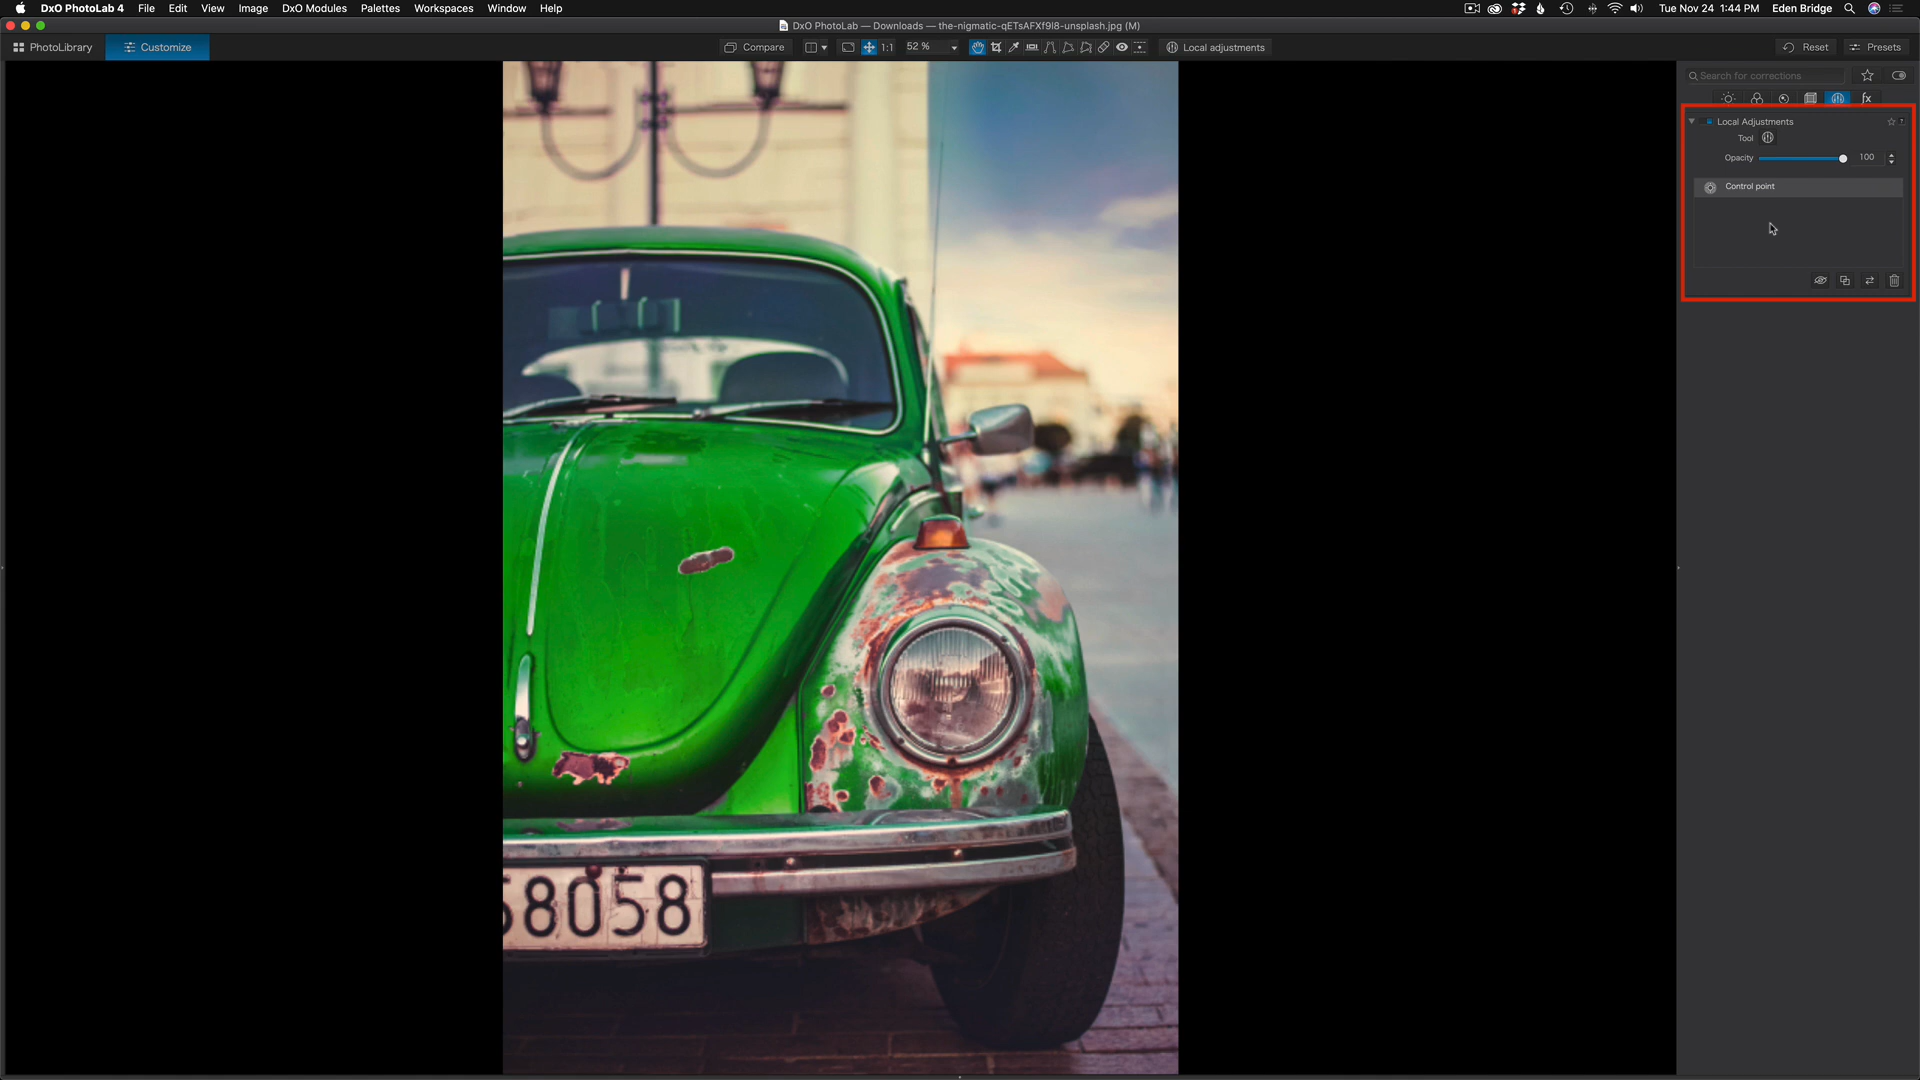 DxO PhotoLab 4 File Edit View Image DxO Modules Palettes Workspaces Window Help Tue Nov 24 1:44 PM Eden Bridge
DxO PhotoLab — Downloads — the-nigmatic-qETsAFXf9l8-unsplash.jpg (M)
PhotoLibrary Customize Compare 1:1 52 % Local adjustments Reset Presets
Search for corrections
fx
Local Adjustments ?
Tool
Opacity 100
Control point
58058